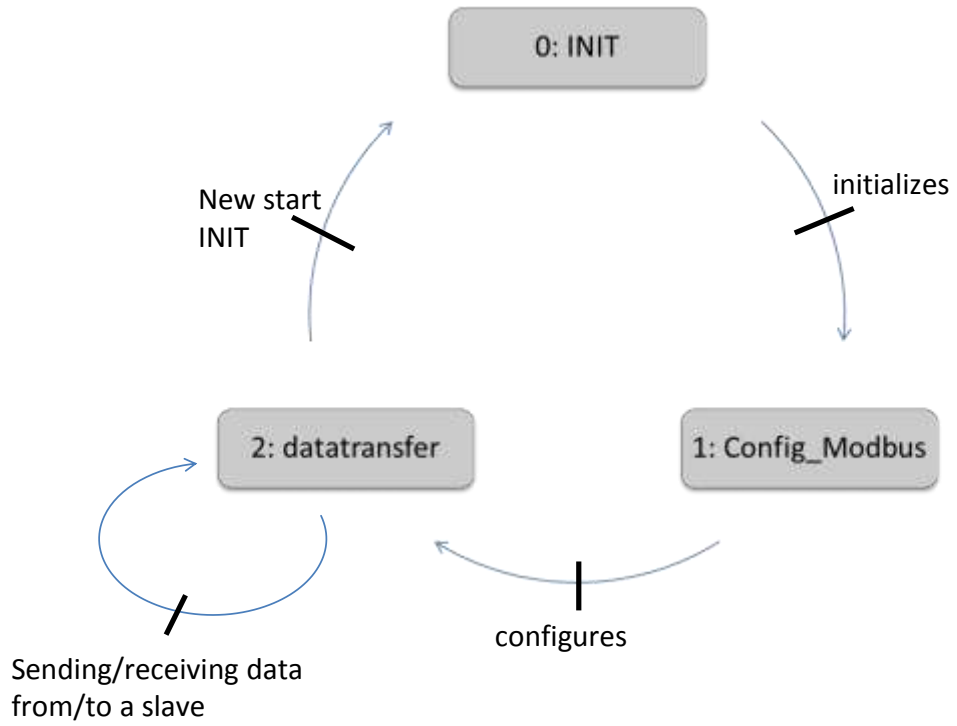 0: INIT
initializes
New start
INIT
2: datatransfer
1: Config_Modbus
configures
Sending/receiving data
from/to a slave